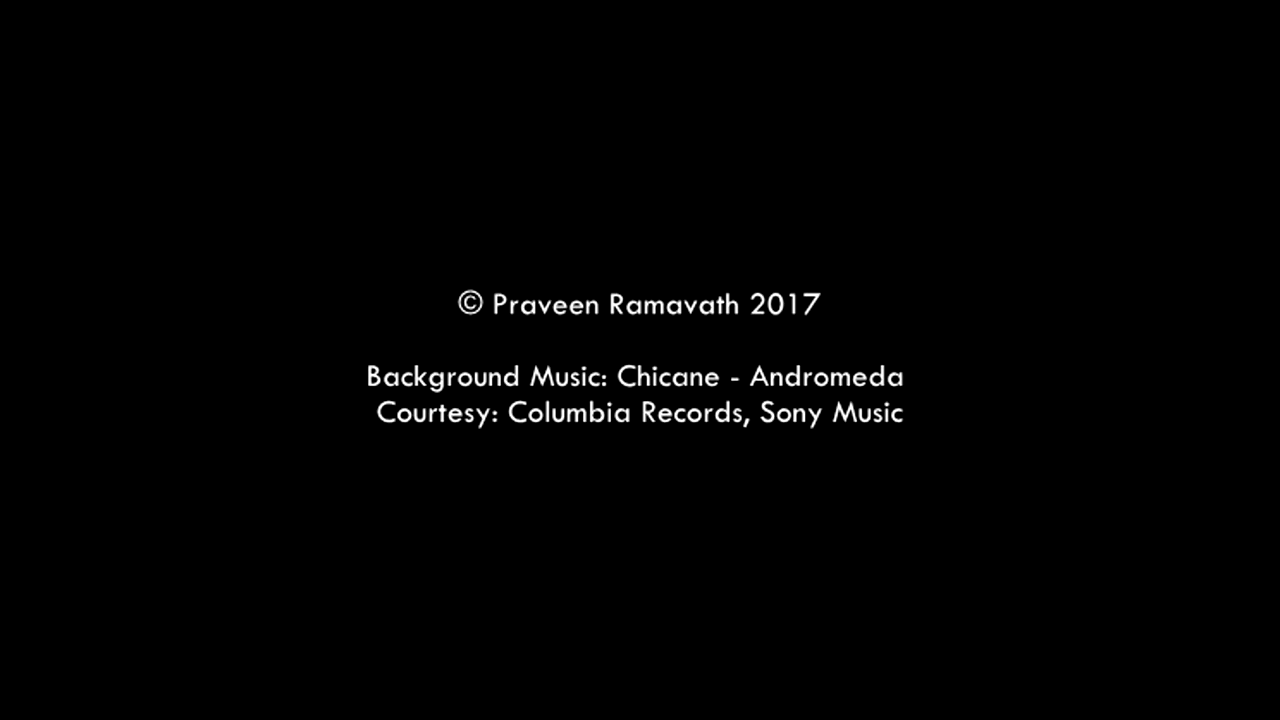 © Praveen Ramavath 2017
Background Music: Chicane - Andromeda
Courtesy: Columbia Records, Sony Music